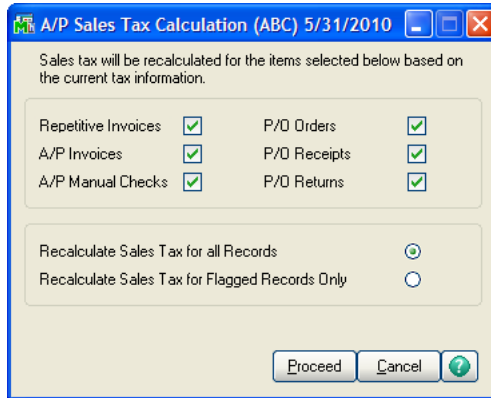 A/P Sales Tax Calculation (ABC) 5/31/2010
Sales tax will be recalculated for the items selected below based on
the current tax information.
Repetitive Invoices P/O Orders
A/P Invoices P/O Receipts
A/P Manual Checks P/O Returns
Recalculate Sales Tax for all Records
Recalculate Sales Tax for Flagged Records Only
Proceed Cancel ?